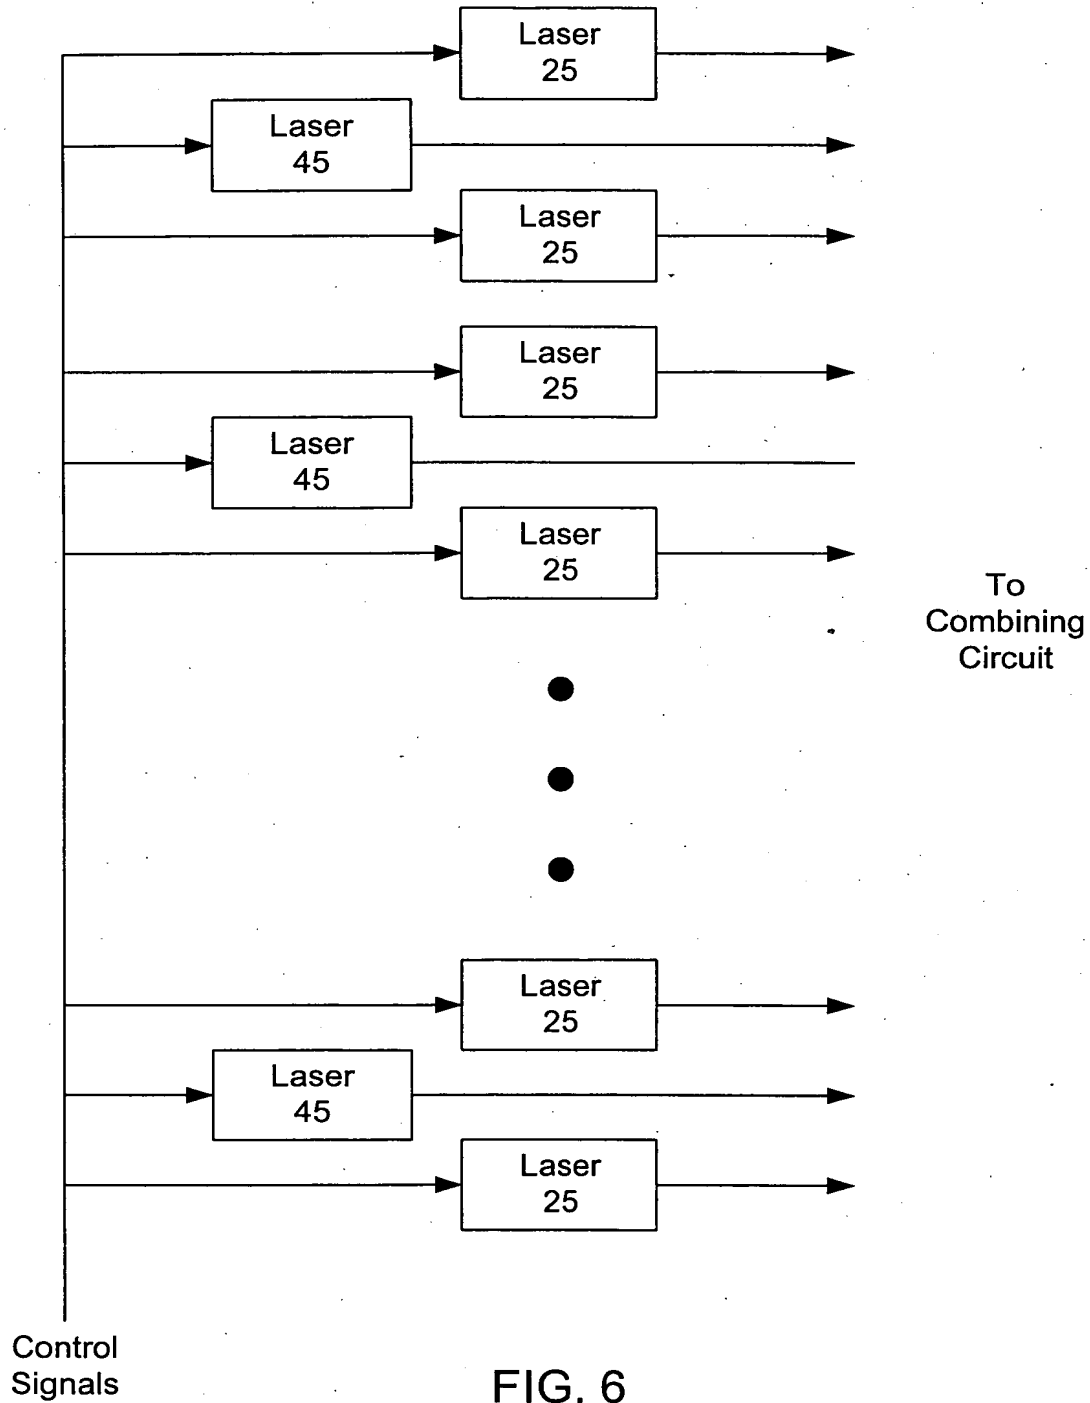 Laser
25
Laser
45
Laser
25
Laser
25
Laser
45
Laser
25
To
Combining
Circuit
Laser
25
Laser
45
Laser
25
Control
Signals
FIG. 6